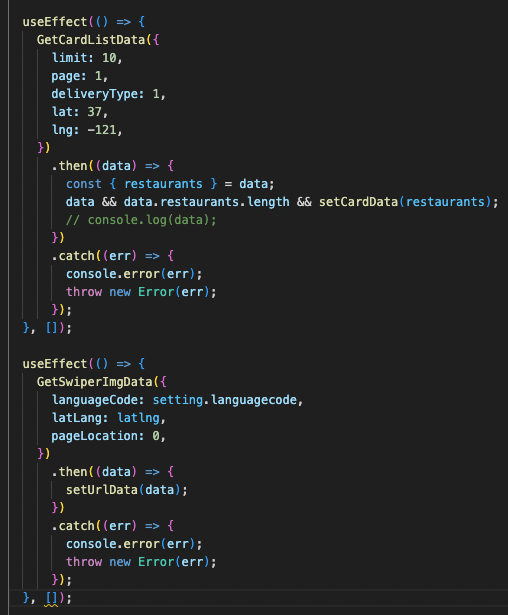 useEffect(() => {
  GetCardListData({
    limit: 10,
    page: 1,
    deliveryType: 1,
    lat: 37,
    lng: -121,
  })
    .then((data) => {
      const { restaurants } = data;
      data && data.restaurants.length && setCardData(restaurants);
      // console.log(data);
    })
    .catch((err) => {
      console.error(err);
      throw new Error(err);
    });
}, []);

useEffect(() => {
  GetSwiperImgData({
    languageCode: setting.languagecode,
    latLang: latlng,
    pageLocation: 0,
  })
    .then((data) => {
      setUrlData(data);
    })
    .catch((err) => {
      console.error(err);
      throw new Error(err);
    });
}, []);